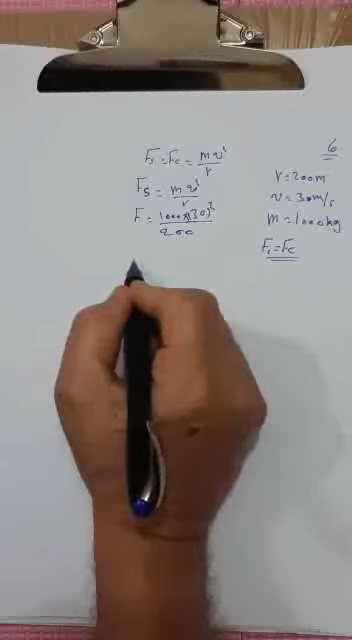 6
Fs = Fc = mv²/r
r = 200m
Fs = mv²/r
v = 30m/s
F = 1000×(30)²/200
m = 1000kg
Fs = Fc